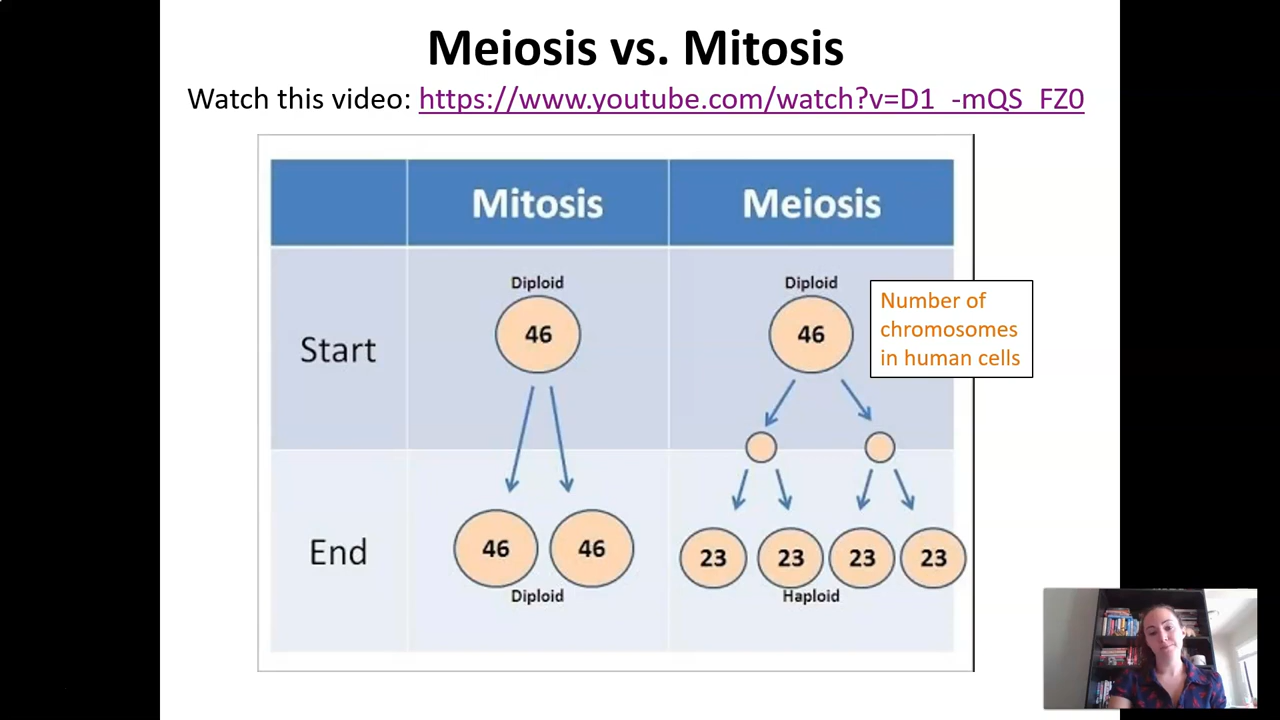 Meiosis vs. Mitosis
Watch this video: https://www.youtube.com/watch?v=D1_-mQS_FZ0
Mitosis Meiosis
Diploid Diploid
Number of
chromosomes
in human cells
Start 46 46
End 46 46 23 23 23 23
Diploid Haploid